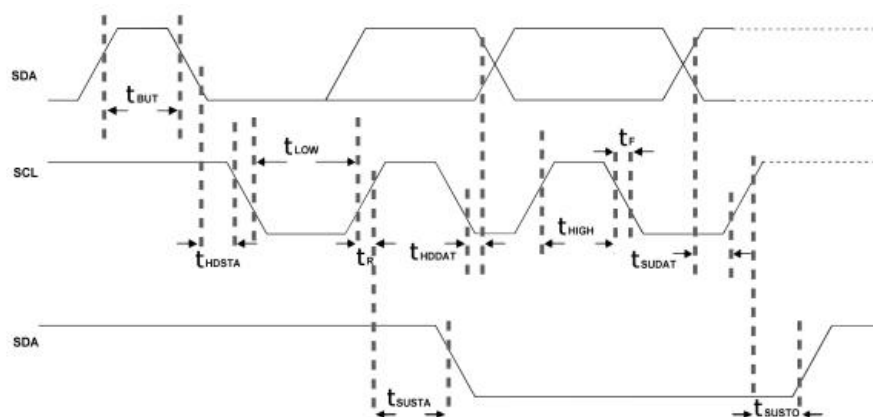 SDA
tBUT
tLOW
tF
SCL
tHDSTA
tR
tHDDAT
tHIGH
tSUDAT
SDA
tSUSTA
tSUSTO